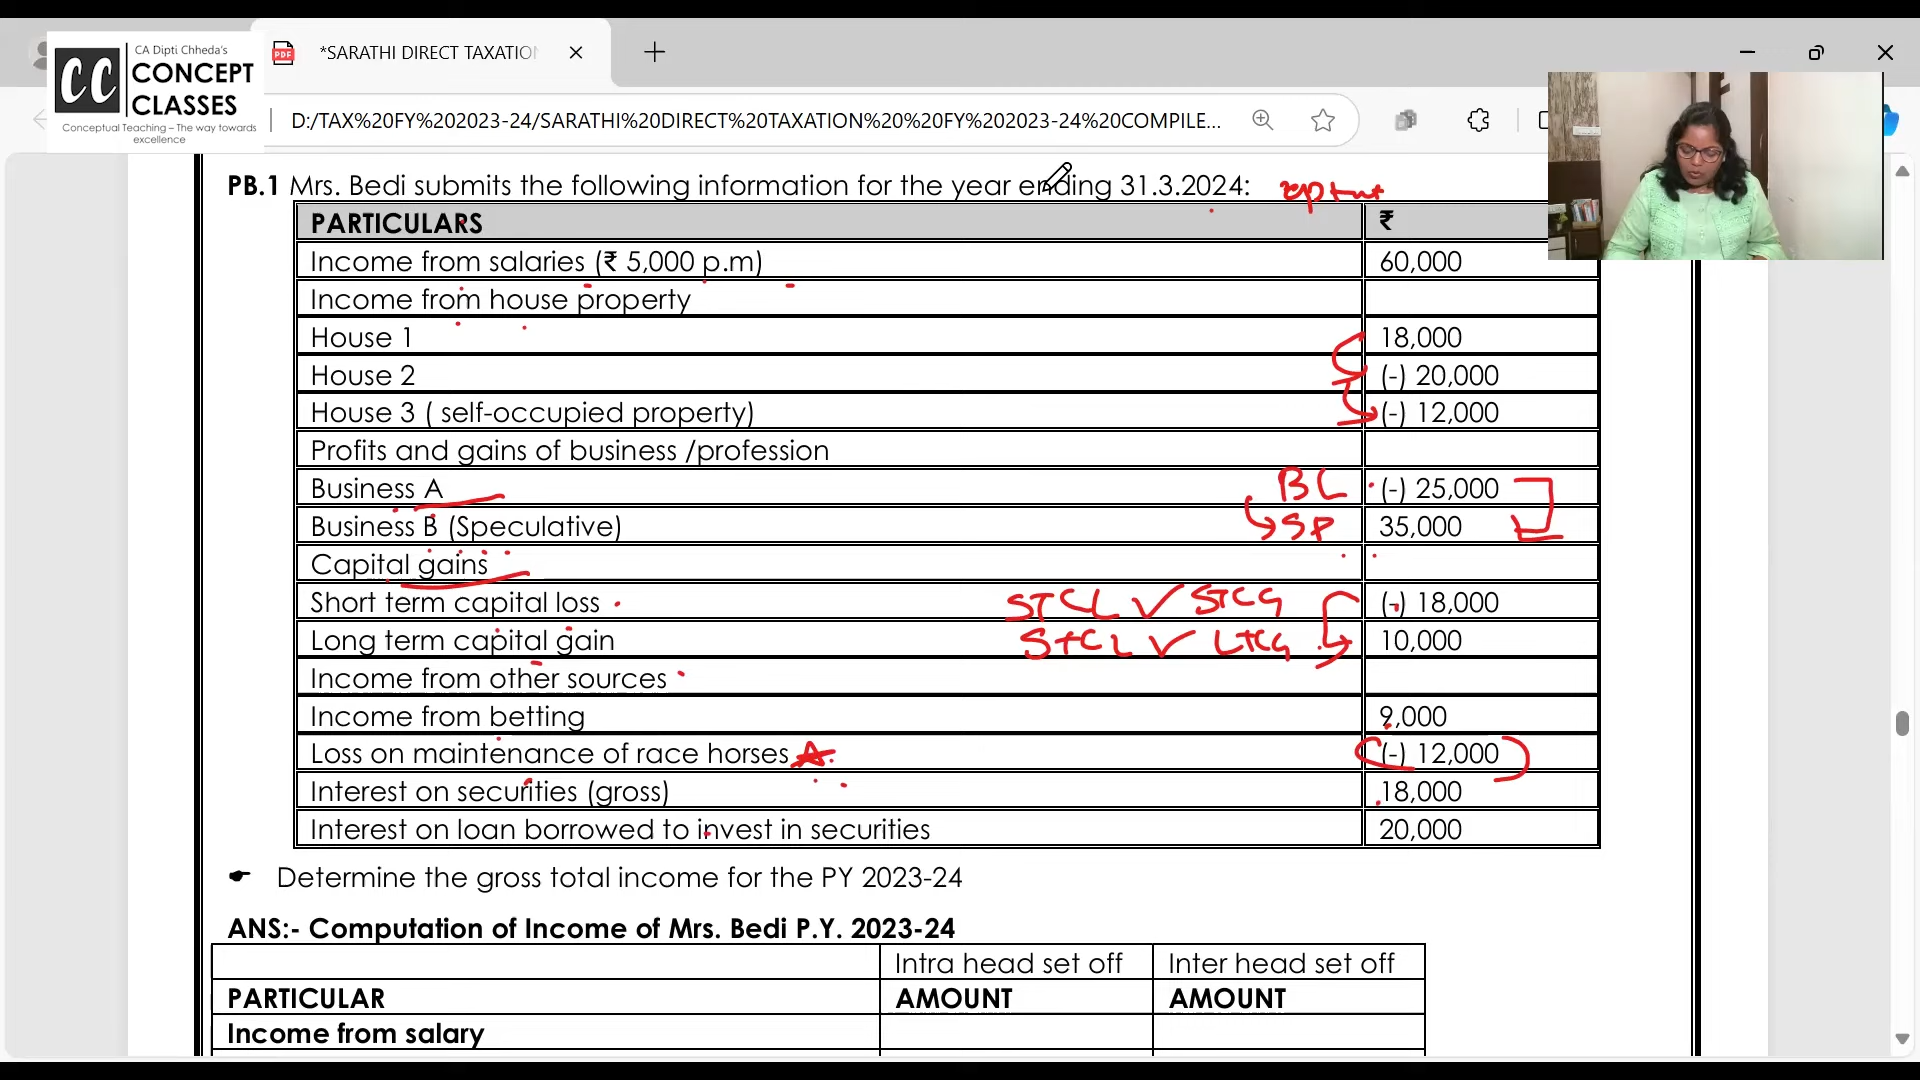 *SARATHI DIRECT TAXATION
CC
CA Dipti Chheda's
CONCEPT
CLASSES
Conceptual Teaching – The way towards
excellence
D:/TAX%20FY%202023-24/SARATHI%20DIRECT%20TAXATION%20%20FY%202023-24%20COMPILE...
PB.1 Mrs. Bedi submits the following information for the year ending 31.3.2024:
PARTICULARS ₹
Income from salaries (₹ 5,000 p.m) 60,000
Income from house property
House 1 18,000
House 2 (-) 20,000
House 3 ( self-occupied property) (-) 12,000
Profits and gains of business /profession
Business A BL (-) 25,000
Business B (Speculative) SP 35,000
Capital gains
Short term capital loss STCL ✓ STCG (-) 18,000
Long term capital gain STCL ✓ LTCG 10,000
Income from other sources
Income from betting 9,000
Loss on maintenance of race horses (-) 12,000
Interest on securities (gross) 18,000
Interest on loan borrowed to invest in securities 20,000
☛ Determine the gross total income for the PY 2023-24
ANS:- Computation of Income of Mrs. Bedi P.Y. 2023-24
Intra head set off Inter head set off
PARTICULAR AMOUNT AMOUNT
Income from salary